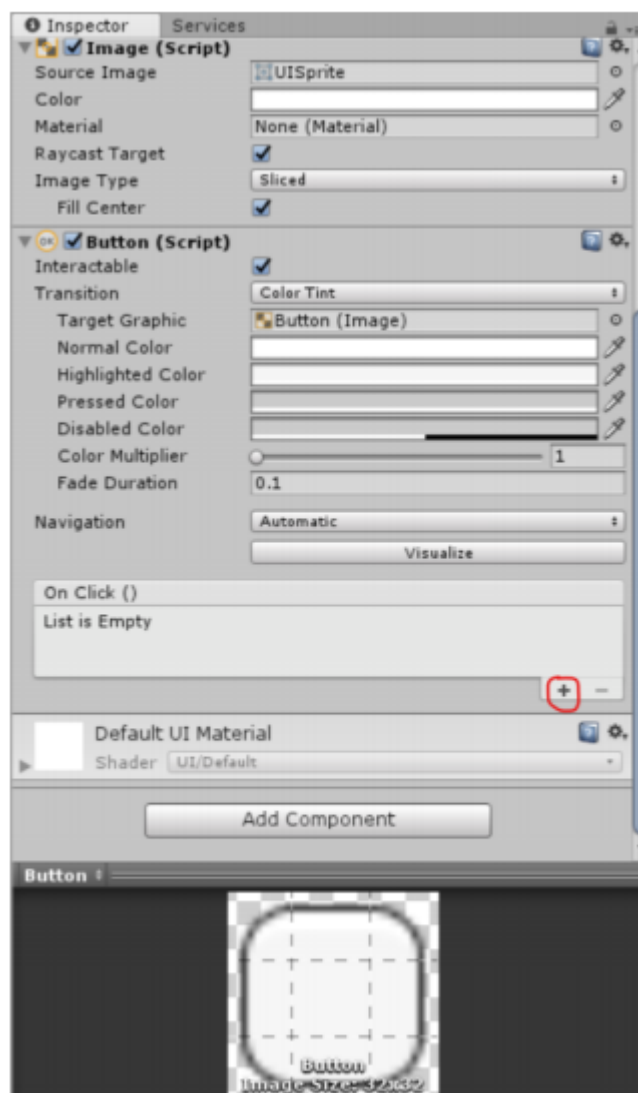 Inspector Services
Image (Script)
Source Image UISprite
Color
Material None (Material)
Raycast Target
Image Type Sliced
Fill Center
OK Button (Script)
Interactable
Transition Color Tint
Target Graphic Button (Image)
Normal Color
Highlighted Color
Pressed Color
Disabled Color
Color Multiplier 1
Fade Duration 0.1
Navigation Automatic
Visualize
On Click ()
List is Empty
+ −
Default UI Material
Shader UI/Default
Add Component
Button
Button
Image Size: 32x32